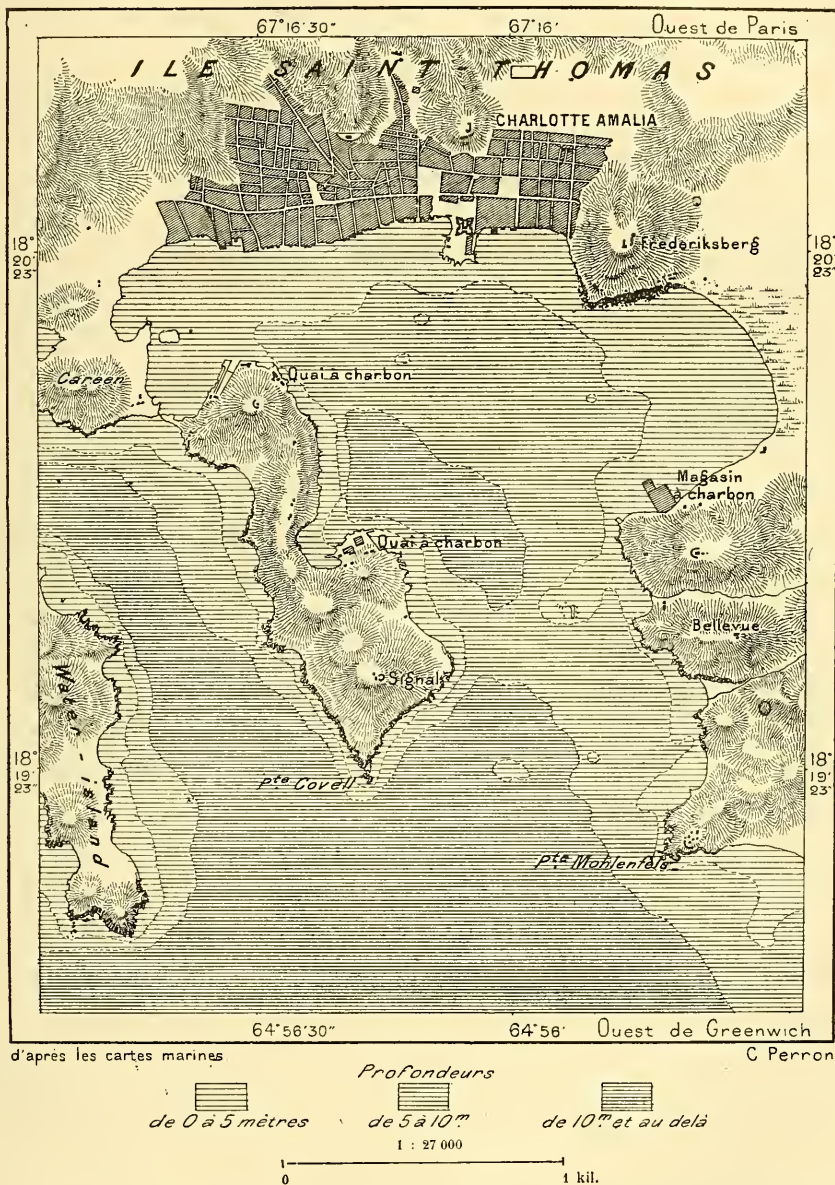 67°16'30" 67°16' Ouest de Paris
ILE SAINT-THOMAS
CHARLOTTE AMALIA
18°
20'
23"
18°
20'
23"
Frederiksberg
Careen
Quai à charbon
Magasin
à charbon
Quai à charbon
Bellevue
Signal
Water-island
18°
19'
23"
18°
19'
23"
pte Covell
pte Mohlenfels
64°56'30" 64°56' Ouest de Greenwich
d'après les cartes marines C Perron
Profondeurs
de 0 à 5 mètres de 5 à 10m de 10m et au delà
1 : 27 000
0 1 kil.